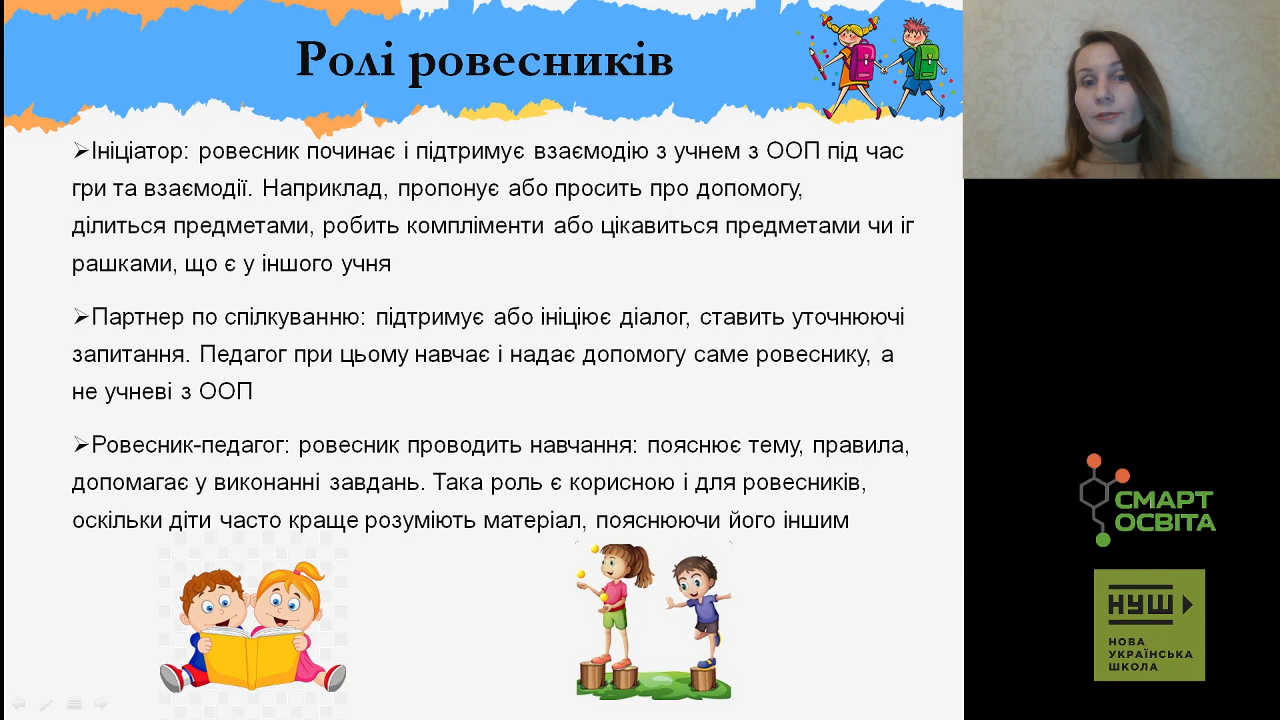 Ролі ровесників
➢Ініціатор: ровесник починає і підтримує взаємодію з учнем з ООП під час
гри та взаємодії. Наприклад, пропонує або просить про допомогу,
ділиться предметами, робить компліменти або цікавиться предметами чи іг
рашками, що є у іншого учня
➢Партнер по спілкуванню: підтримує або ініціює діалог, ставить уточнюючі
запитання. Педагог при цьому навчає і надає допомогу саме ровеснику, а
не учневі з ООП
➢Ровесник-педагог: ровесник проводить навчання: пояснює тему, правила,
допомагає у виконанні завдань. Така роль є корисною і для ровесників,
оскільки діти часто краще розуміють матеріал, пояснюючи його іншим
СМАРТ
ОСВІТА
НУШ
НОВА
УКРАЇНСЬКА
ШКОЛА